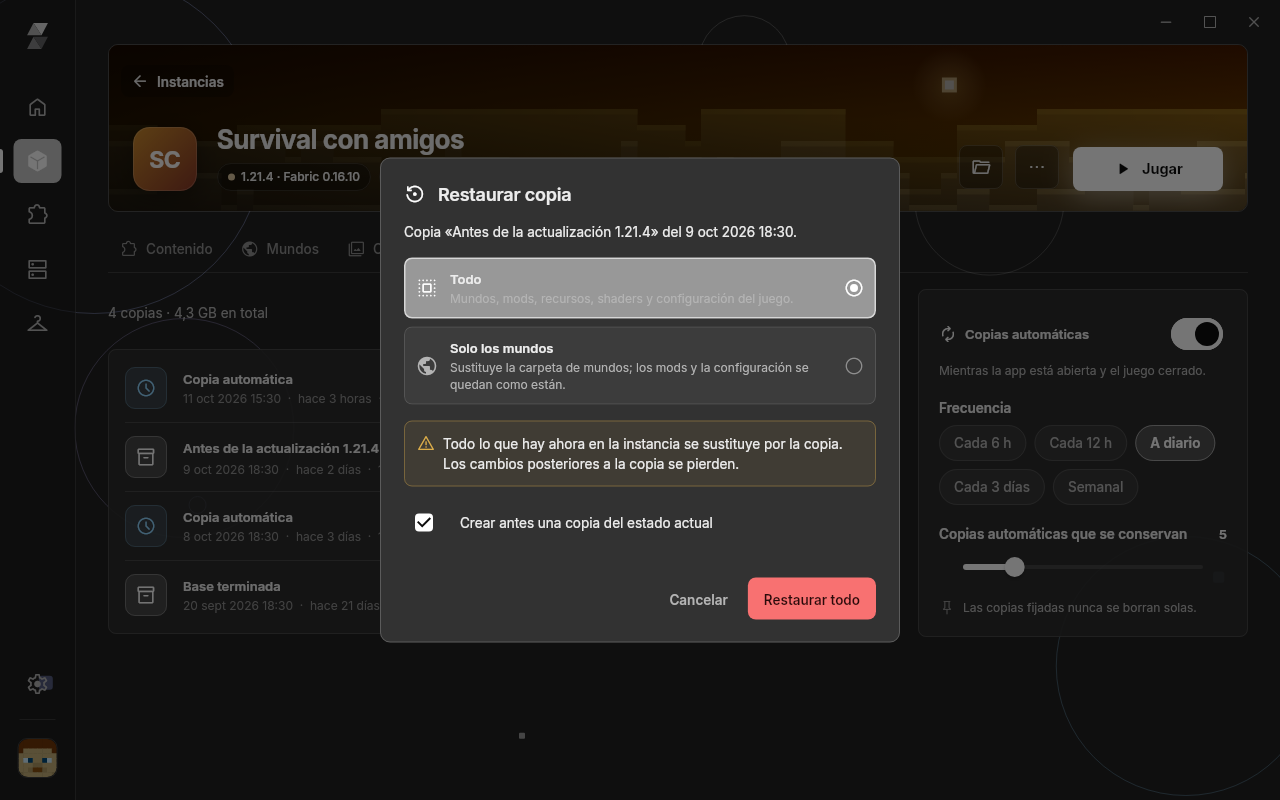 Instancias
SC
Survival con amigos
1.21.4 · Fabric 0.16.10
Jugar
Contenido
Mundos
4 copias · 4,3 GB en total
Copia automática
11 oct 2026 15:30 · hace 3 horas
Antes de la actualización 1.21.4
9 oct 2026 18:30 · hace 2 días
Copia automática
8 oct 2026 18:30 · hace 3 días
Base terminada
20 sept 2026 18:30 · hace 21 días
Restaurar copia
Copia «Antes de la actualización 1.21.4» del 9 oct 2026 18:30.
Todo
Mundos, mods, recursos, shaders y configuración del juego.
Solo los mundos
Sustituye la carpeta de mundos; los mods y la configuración se
quedan como están.
Todo lo que hay ahora en la instancia se sustituye por la copia.
Los cambios posteriores a la copia se pierden.
Crear antes una copia del estado actual
Cancelar
Restaurar todo
Copias automáticas
Mientras la app está abierta y el juego cerrado.
Frecuencia
Cada 6 h
Cada 12 h
A diario
Cada 3 días
Semanal
Copias automáticas que se conservan 5
Las copias fijadas nunca se borran solas.